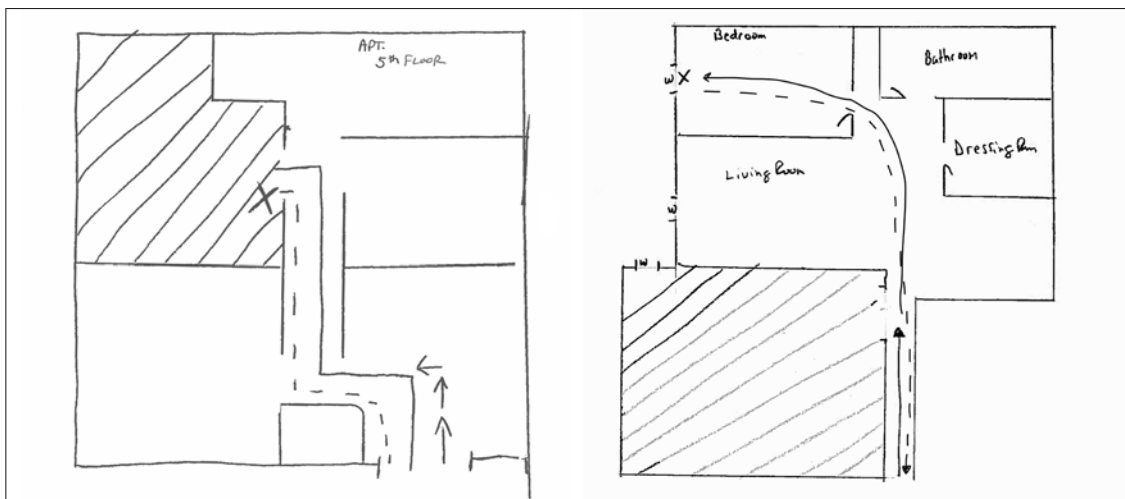 APT.
5th FLOOR
X
Bedroom
Bathroom
W X
Dressing Rm
Living Room
W
W